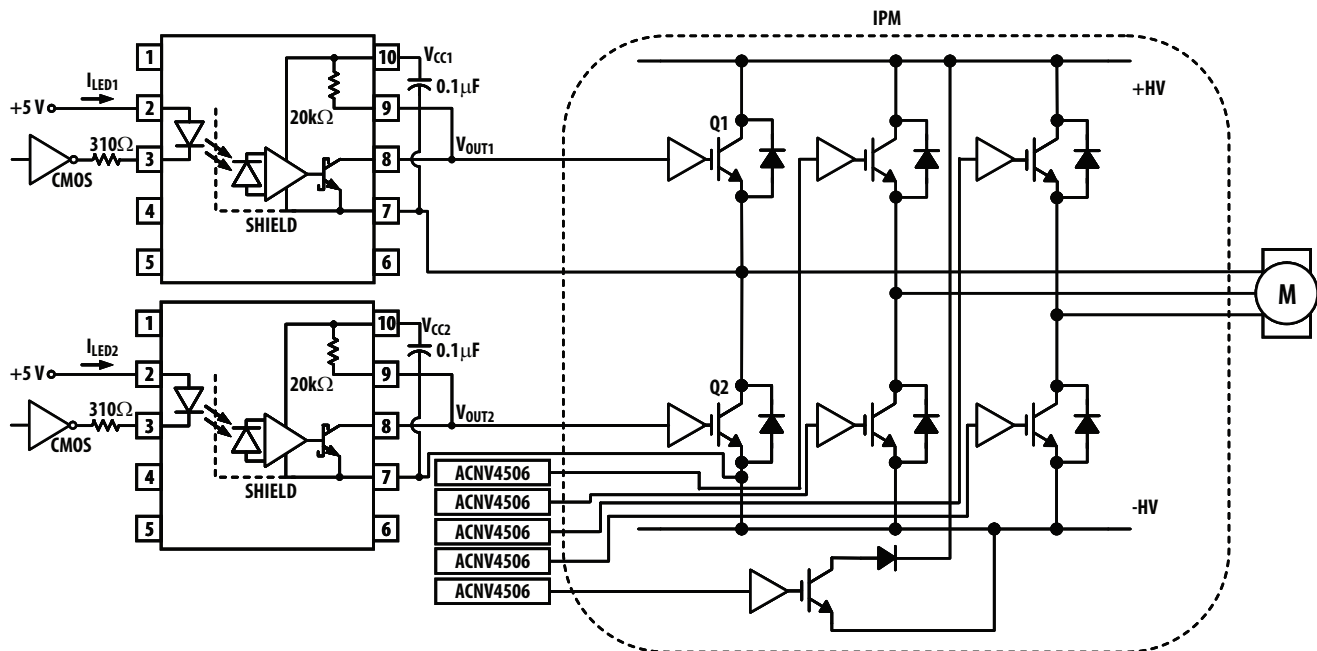 IPM
1
10
VCC1
0.1µF
ILED1
+5 V
2
20kΩ
9
+HV
310Ω
3
8
VOUT1
Q1
CMOS
4
7
SHIELD
5
6
M
1
10
VCC2
0.1µF
ILED2
+5 V
2
20kΩ
9
310Ω
3
8
VOUT2
Q2
CMOS
4
7
SHIELD
5
6
ACNV4506
ACNV4506
ACNV4506
ACNV4506
ACNV4506
-HV